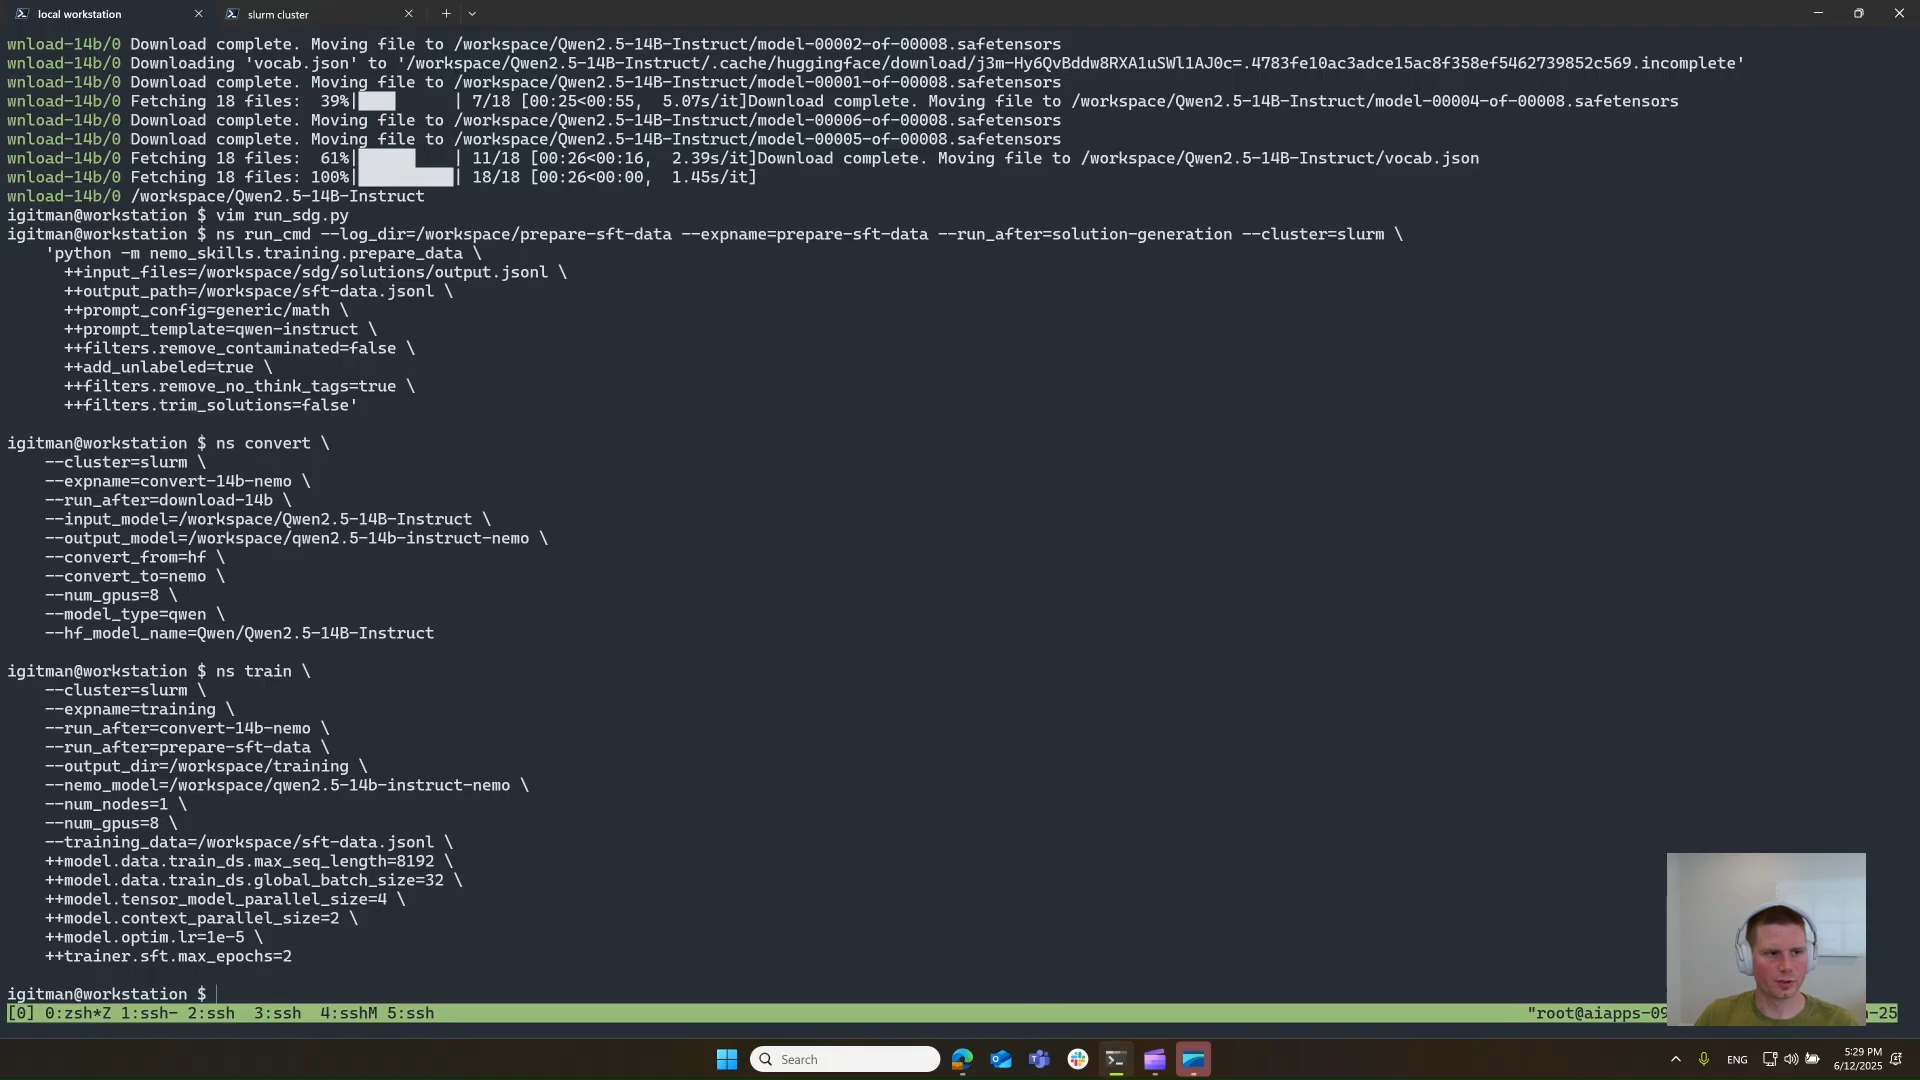 local workstation
slurm cluster
wnload-14b/0 Download complete. Moving file to /workspace/Qwen2.5-14B-Instruct/model-00002-of-00008.safetensors
wnload-14b/0 Downloading 'vocab.json' to '/workspace/Qwen2.5-14B-Instruct/.cache/huggingface/download/j3m-Hy6QvBddw8RXA1uSWl1AJ0c=.4783fe10ac3adce15ac8f358ef5462739852c569.incomplete'
wnload-14b/0 Download complete. Moving file to /workspace/Qwen2.5-14B-Instruct/model-00001-of-00008.safetensors
wnload-14b/0 Fetching 18 files:  39%|        | 7/18 [00:25<00:55,  5.07s/it]Download complete. Moving file to /workspace/Qwen2.5-14B-Instruct/model-00004-of-00008.safetensors
wnload-14b/0 Download complete. Moving file to /workspace/Qwen2.5-14B-Instruct/model-00006-of-00008.safetensors
wnload-14b/0 Download complete. Moving file to /workspace/Qwen2.5-14B-Instruct/model-00005-of-00008.safetensors
wnload-14b/0 Fetching 18 files:  61%|        | 11/18 [00:26<00:16,  2.39s/it]Download complete. Moving file to /workspace/Qwen2.5-14B-Instruct/vocab.json
wnload-14b/0 Fetching 18 files: 100%|        | 18/18 [00:26<00:00,  1.45s/it]
wnload-14b/0 /workspace/Qwen2.5-14B-Instruct
igitman@workstation $ vim run_sdg.py
igitman@workstation $ ns run_cmd --log_dir=/workspace/prepare-sft-data --expname=prepare-sft-data --run_after=solution-generation --cluster=slurm \
'python -m nemo_skills.training.prepare_data \
++input_files=/workspace/sdg/solutions/output.jsonl \
++output_path=/workspace/sft-data.jsonl \
++prompt_config=generic/math \
++prompt_template=qwen-instruct \
++filters.remove_contaminated=false \
++add_unlabeled=true \
++filters.remove_no_think_tags=true \
++filters.trim_solutions=false'
igitman@workstation $ ns convert \
--cluster=slurm \
--expname=convert-14b-nemo \
--run_after=download-14b \
--input_model=/workspace/Qwen2.5-14B-Instruct \
--output_model=/workspace/qwen2.5-14b-instruct-nemo \
--convert_from=hf \
--convert_to=nemo \
--num_gpus=8 \
--model_type=qwen \
--hf_model_name=Qwen/Qwen2.5-14B-Instruct
igitman@workstation $ ns train \
--cluster=slurm \
--expname=training \
--run_after=convert-14b-nemo \
--run_after=prepare-sft-data \
--output_dir=/workspace/training \
--nemo_model=/workspace/qwen2.5-14b-instruct-nemo \
--num_nodes=1 \
--num_gpus=8 \
--training_data=/workspace/sft-data.jsonl \
++model.data.train_ds.max_seq_length=8192 \
++model.data.train_ds.global_batch_size=32 \
++model.tensor_model_parallel_size=4 \
++model.context_parallel_size=2 \
++model.optim.lr=1e-5 \
++trainer.sft.max_epochs=2
igitman@workstation $
[0] 0:zsh*Z 1:ssh- 2:ssh  3:ssh  4:sshM 5:ssh
"root@aiapps-09
-25
Search
ENG
5:29 PM
6/12/2025